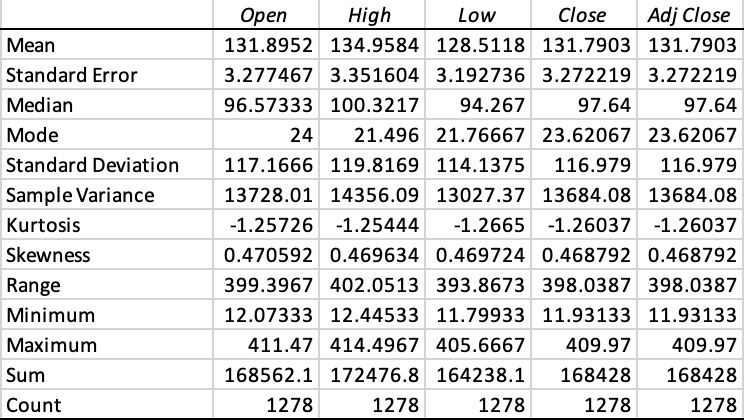 Open High Low Close Adj Close
Mean 131.8952 134.9584 128.5118 131.7903 131.7903
Standard Error 3.277467 3.351604 3.192736 3.272219 3.272219
Median 96.57333 100.3217 94.267 97.64 97.64
Mode 24 21.496 21.76667 23.62067 23.62067
Standard Deviation 117.1666 119.8169 114.1375 116.979 116.979
Sample Variance 13728.01 14356.09 13027.37 13684.08 13684.08
Kurtosis -1.25726 -1.25444 -1.2665 -1.26037 -1.26037
Skewness 0.470592 0.469634 0.469724 0.468792 0.468792
Range 399.3967 402.0513 393.8673 398.0387 398.0387
Minimum 12.07333 12.44533 11.79933 11.93133 11.93133
Maximum 411.47 414.4967 405.6667 409.97 409.97
Sum 168562.1 172476.8 164238.1 168428 168428
Count 1278 1278 1278 1278 1278